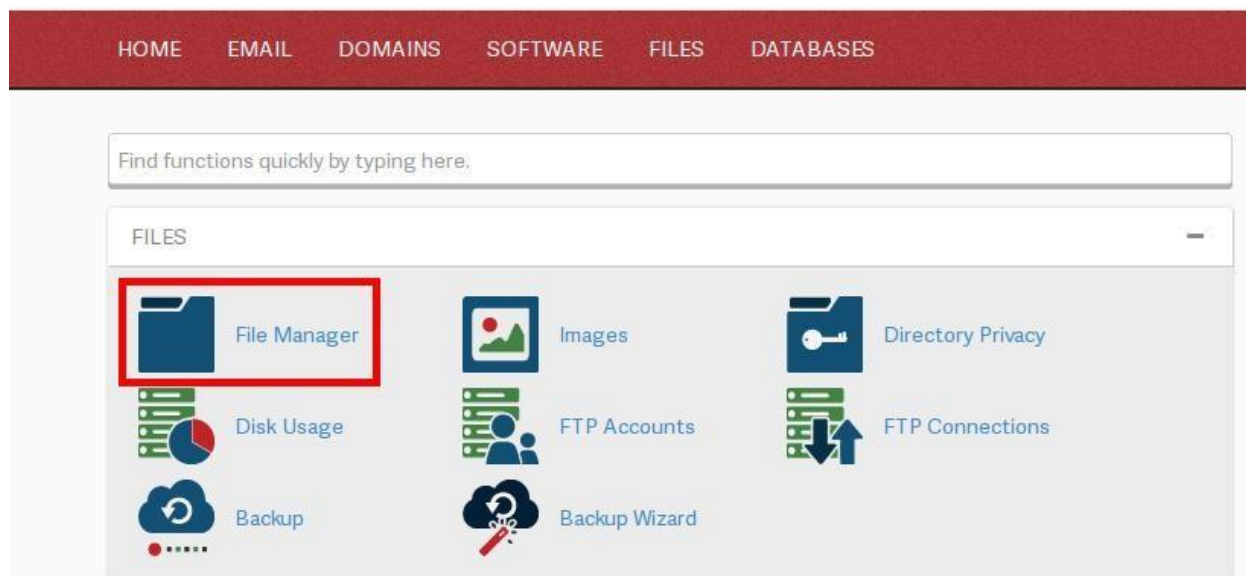 HOME EMAIL DOMAINS SOFTWARE FILES DATABASES
Find functions quickly by typing here.
FILES
File Manager Images Directory Privacy
Disk Usage FTP Accounts FTP Connections
Backup Backup Wizard